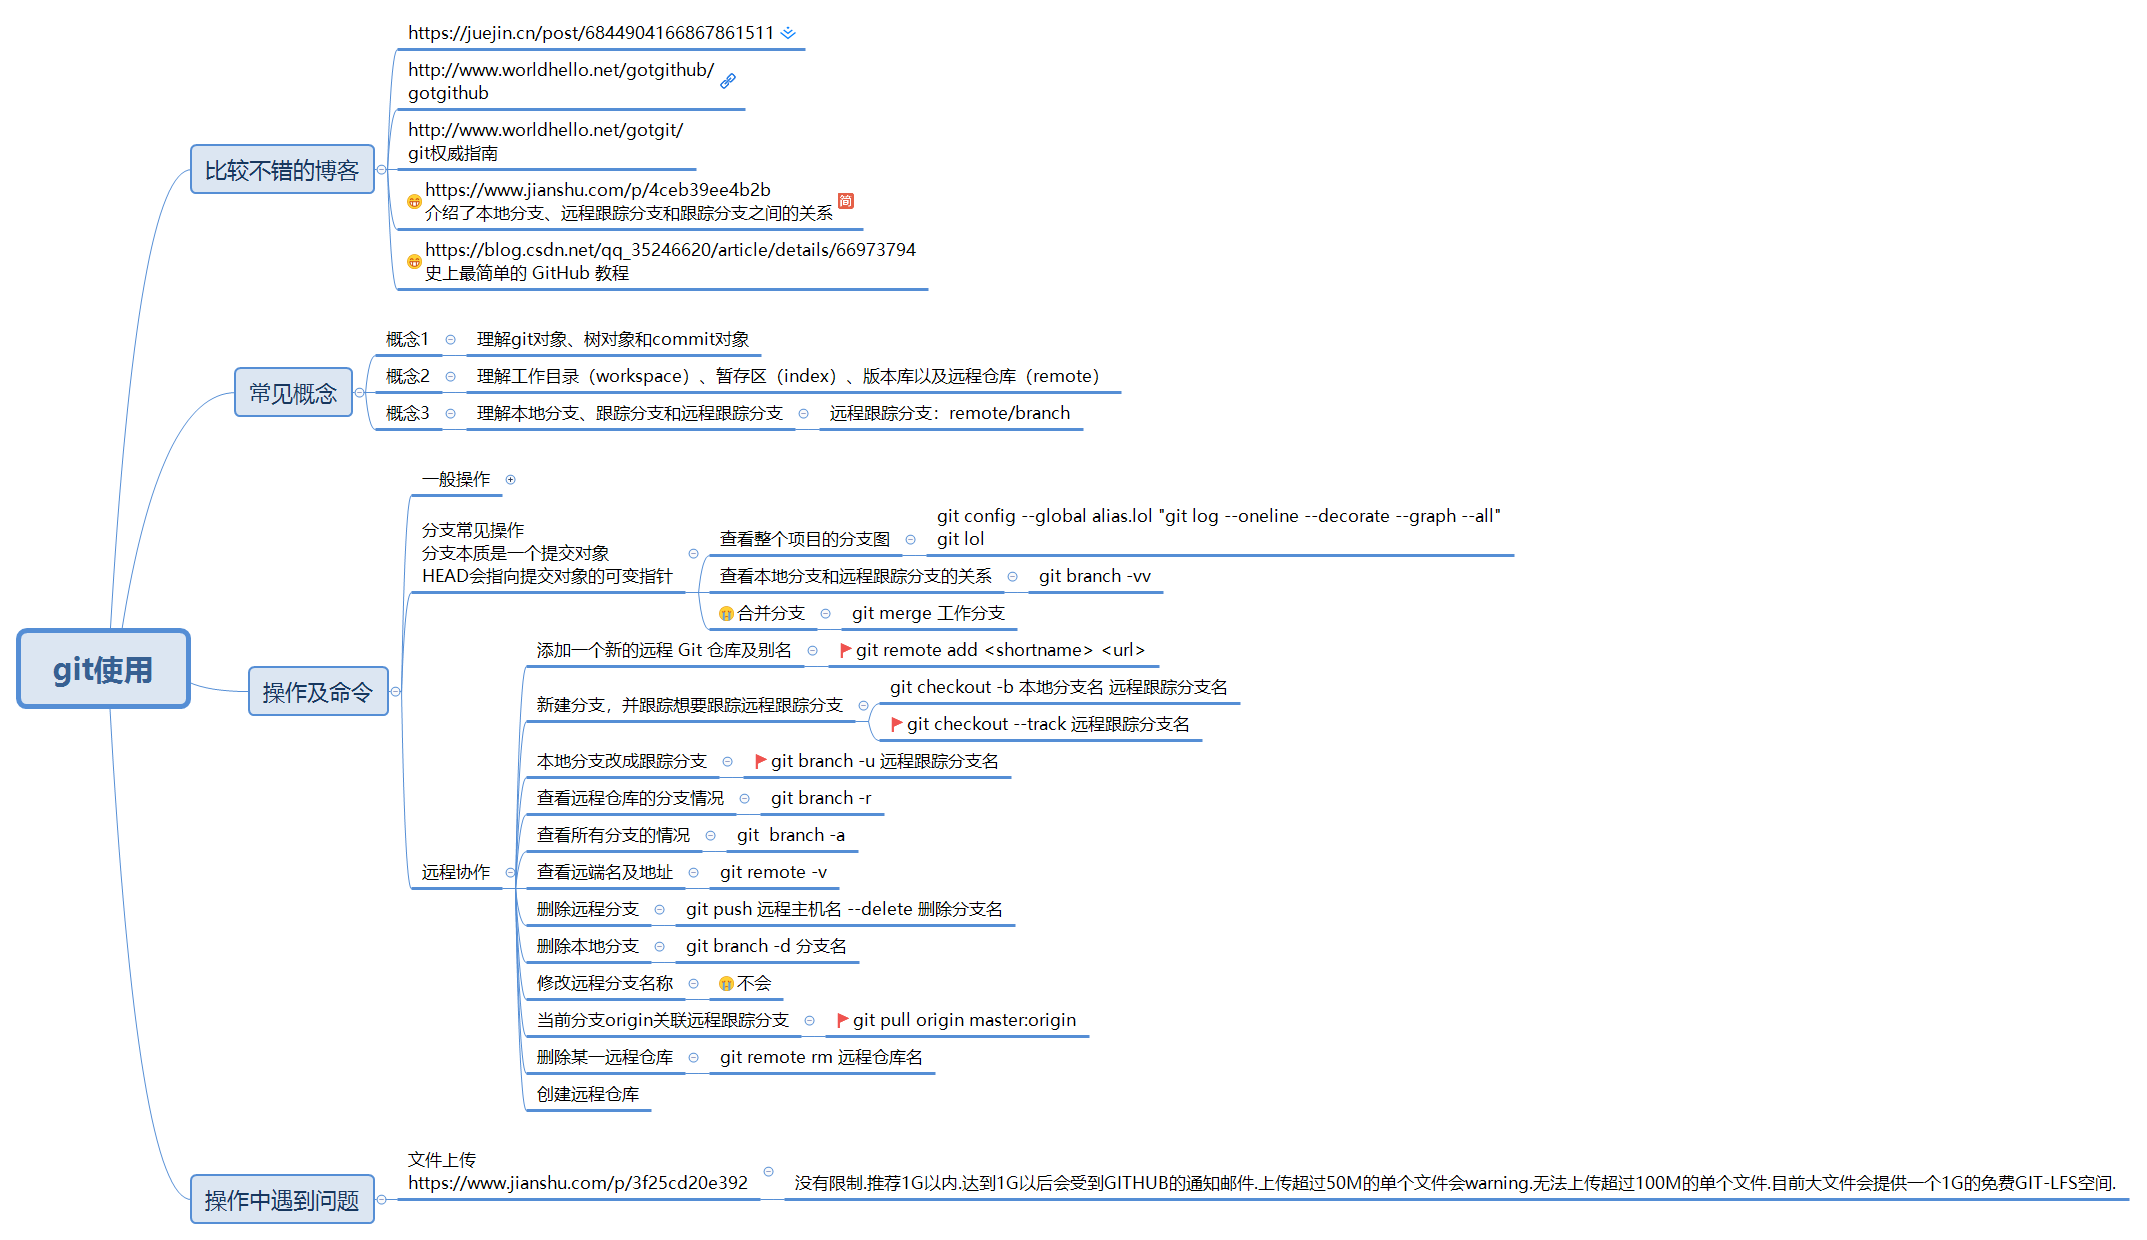 git使用
比较不错的博客
https://juejin.cn/post/6844904166867861511
http://www.worldhello.net/gotgithub/
gotgithub
http://www.worldhello.net/gotgit/
git权威指南
https://www.jianshu.com/p/4ceb39ee4b2b
介绍了本地分支、远程跟踪分支和跟踪分支之间的关系
简
https://blog.csdn.net/qq_35246620/article/details/66973794
史上最简单的 GitHub 教程
常见概念
概念1
理解git对象、树对象和commit对象
概念2
理解工作目录（workspace）、暂存区（index）、版本库以及远程仓库（remote）
概念3
理解本地分支、跟踪分支和远程跟踪分支
远程跟踪分支：remote/branch
操作及命令
一般操作
分支常见操作
分支本质是一个提交对象
HEAD会指向提交对象的可变指针
查看整个项目的分支图
git config --global alias.lol "git log --oneline --decorate --graph --all"
git lol
查看本地分支和远程跟踪分支的关系
git branch -vv
合并分支
git merge 工作分支
远程协作
添加一个新的远程 Git 仓库及别名
git remote add <shortname> <url>
新建分支，并跟踪想要跟踪远程跟踪分支
git checkout -b 本地分支名 远程跟踪分支名
git checkout --track 远程跟踪分支名
本地分支改成跟踪分支
git branch -u 远程跟踪分支名
查看远程仓库的分支情况
git branch -r
查看所有分支的情况
git  branch -a
查看远端名及地址
git remote -v
删除远程分支
git push 远程主机名 --delete 删除分支名
删除本地分支
git branch -d 分支名
修改远程分支名称
不会
当前分支origin关联远程跟踪分支
git pull origin master:origin
删除某一远程仓库
git remote rm 远程仓库名
创建远程仓库
操作中遇到问题
文件上传
https://www.jianshu.com/p/3f25cd20e392
没有限制.推荐1G以内.达到1G以后会受到GITHUB的通知邮件.上传超过50M的单个文件会warning.无法上传超过100M的单个文件.目前大文件会提供一个1G的免费GIT-LFS空间.